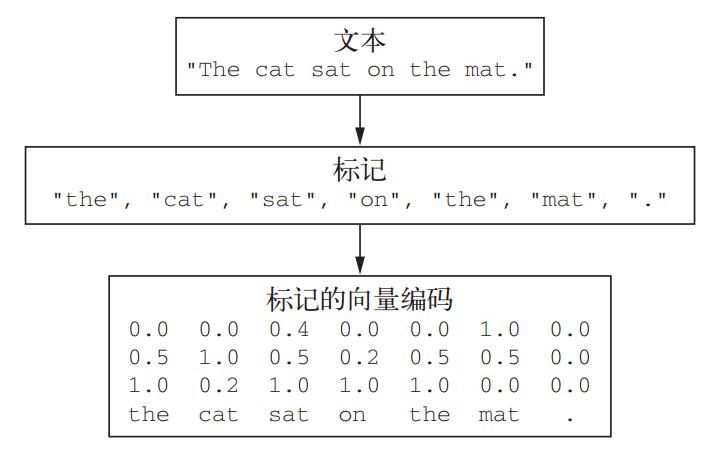 文本
"The cat sat on the mat."
标记
"the", "cat", "sat", "on", "the", "mat", "."
标记的向量编码
0.0 0.0 0.4 0.0 0.0 1.0 0.0
0.5 1.0 0.5 0.2 0.5 0.5 0.0
1.0 0.2 1.0 1.0 1.0 0.0 0.0
the cat sat on the mat .